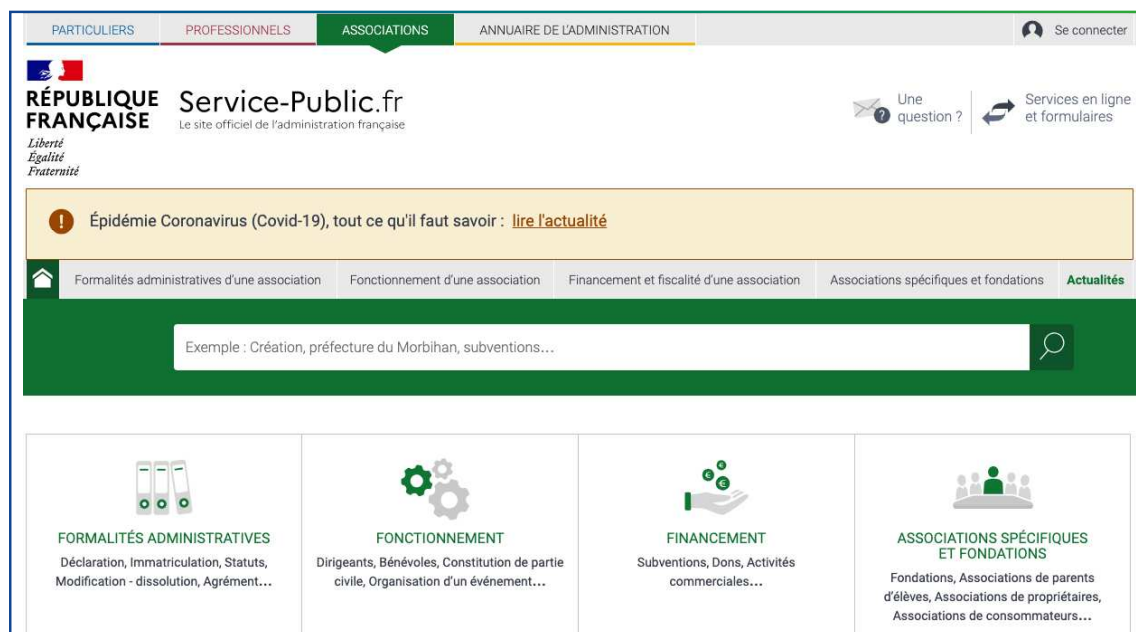 PARTICULIERS PROFESSIONNELS ASSOCIATIONS ANNUAIRE DE L'ADMINISTRATION Se connecter
RÉPUBLIQUE
FRANÇAISE
Liberté
Égalité
Fraternité
Service-Public.fr
Le site officiel de l'administration française
Une
question ?
Services en ligne
et formulaires
Épidémie Coronavirus (Covid-19), tout ce qu'il faut savoir : lire l'actualité
Formalités administratives d'une association Fonctionnement d'une association Financement et fiscalité d'une association Associations spécifiques et fondations Actualités
Exemple : Création, préfecture du Morbihan, subventions...
FORMALITÉS ADMINISTRATIVES
Déclaration, Immatriculation, Statuts,
Modification - dissolution, Agrément...
FONCTIONNEMENT
Dirigeants, Bénévoles, Constitution de partie
civile, Organisation d'un événement...
FINANCEMENT
Subventions, Dons, Activités
commerciales...
ASSOCIATIONS SPÉCIFIQUES
ET FONDATIONS
Fondations, Associations de parents
d'élèves, Associations de propriétaires,
Associations de consommateurs...